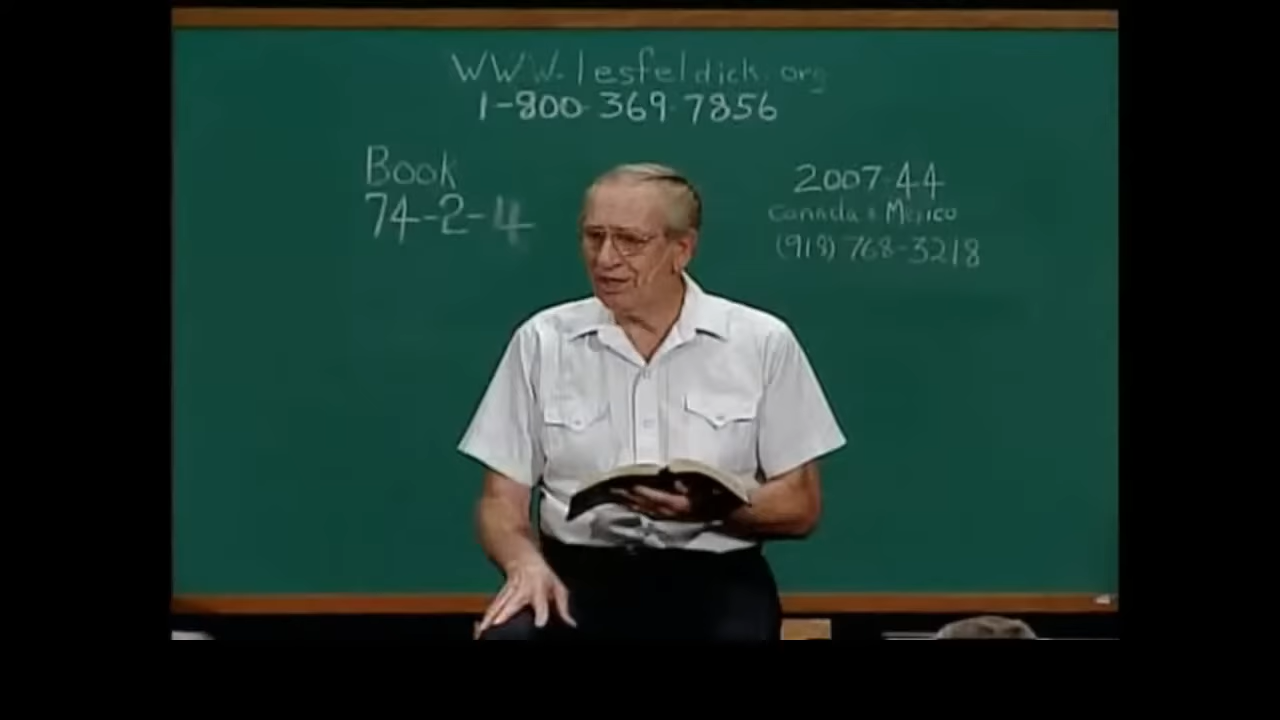 WWW.lesfeldick.org
1-800-369-7856
Book
74-2-4
2007-44
Canada & Mexico
(918) 768-3218